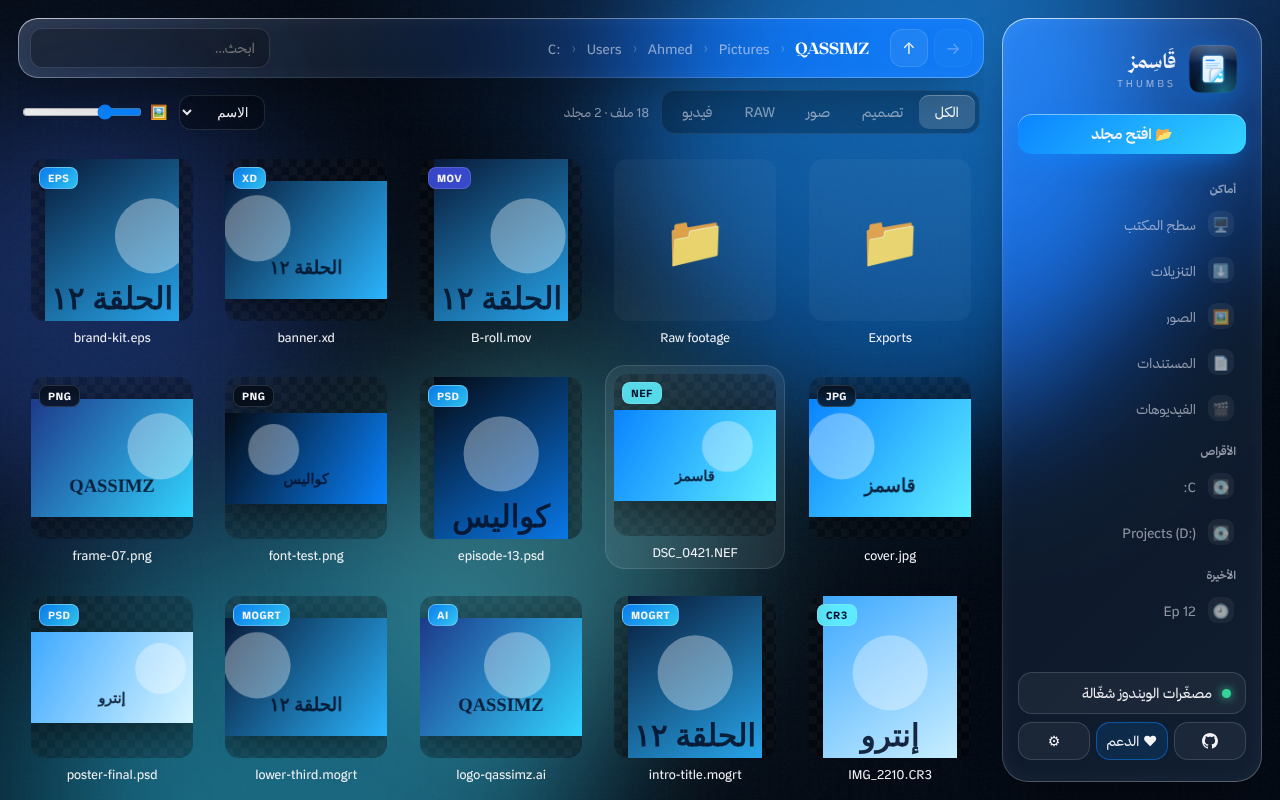 قَاسِمز
THUMBS
📂 افتح مجلد
أماكن
سطح المكتب
التنزيلات
الصور
المستندات
الفيديوهات
الأقراص
C:
Projects (D:)
الأخيرة
Ep 12
مصغّرات الويندوز شغّالة
♥ الدعم
QASSIMZ ‹ Pictures ‹ Ahmed ‹ Users ‹ C:
ابحث...
الكل تصميم صور RAW فيديو
18 ملف · 2 مجلد
الاسم
Exports
Raw footage
MOV
الحلقة ١٢
B-roll.mov
XD
الحلقة ١٢
banner.xd
EPS
الحلقة ١٢
brand-kit.eps
JPG
قاسمز
cover.jpg
NEF
قاسمز
DSC_0421.NEF
PSD
كواليس
episode-13.psd
PNG
كواليس
font-test.png
PNG
QASSIMZ
frame-07.png
CR3
إنترو
IMG_2210.CR3
MOGRT
الحلقة ١٢
intro-title.mogrt
AI
QASSIMZ
logo-qassimz.ai
MOGRT
الحلقة ١٢
lower-third.mogrt
PSD
إنترو
poster-final.psd